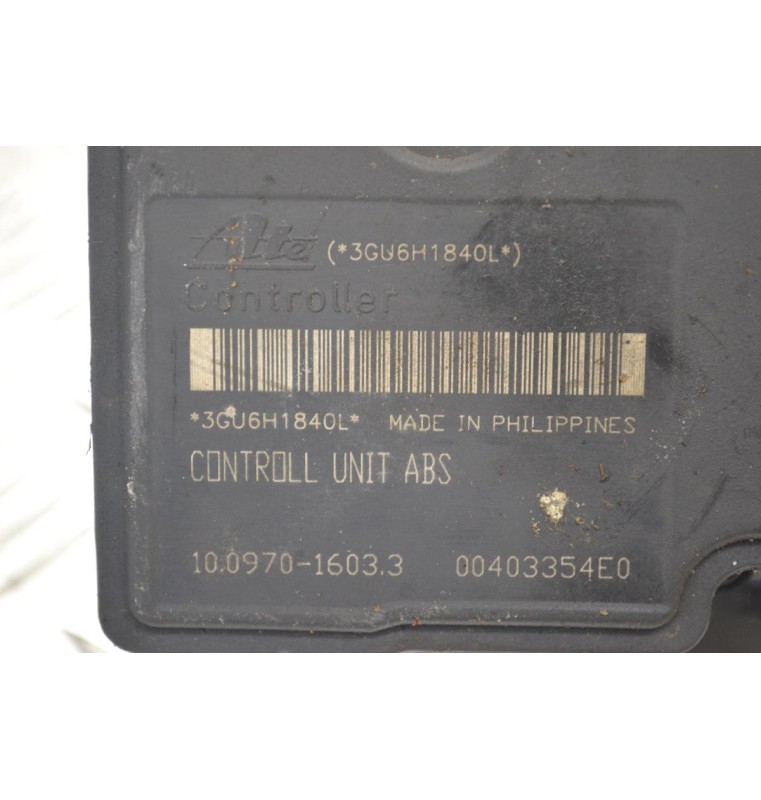 Ate (*3GU6H1840L*)
Controller
*3GU6H1840L* MADE IN PHILIPPINES
CONTROLL UNIT ABS
10.0970-1603.3 00403354E0